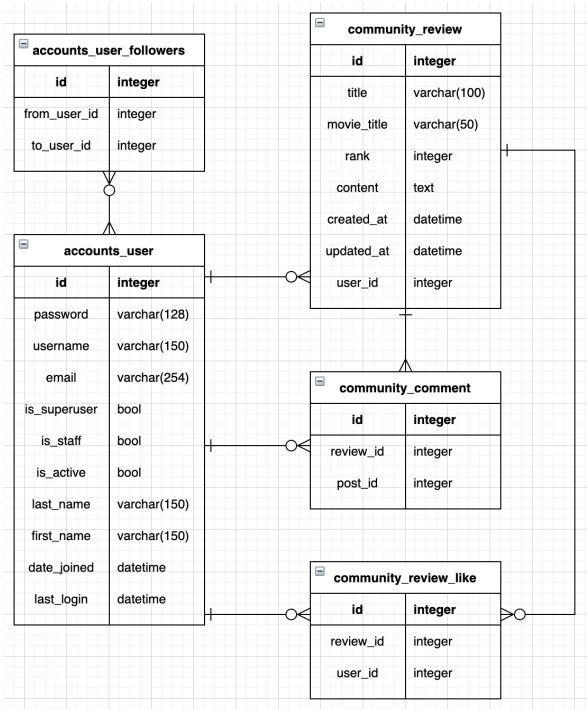 accounts_user_followers
id integer
from_user_id integer
to_user_id integer
accounts_user
id integer
password varchar(128)
username varchar(150)
email varchar(254)
is_superuser bool
is_staff bool
is_active bool
last_name varchar(150)
first_name varchar(150)
date_joined datetime
last_login datetime
community_review
id integer
title varchar(100)
movie_title varchar(50)
rank integer
content text
created_at datetime
updated_at datetime
user_id integer
community_comment
id integer
review_id integer
post_id integer
community_review_like
id integer
review_id integer
user_id integer